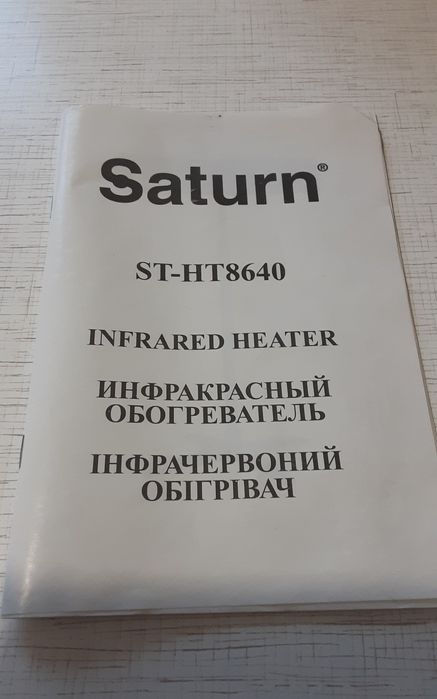 Saturn®
ST-HT8640
INFRARED HEATER
ИНФРАКРАСНЫЙ
ОБОГРЕВАТЕЛЬ
ІНФРАЧЕРВОНИЙ
ОБІГРІВАЧ